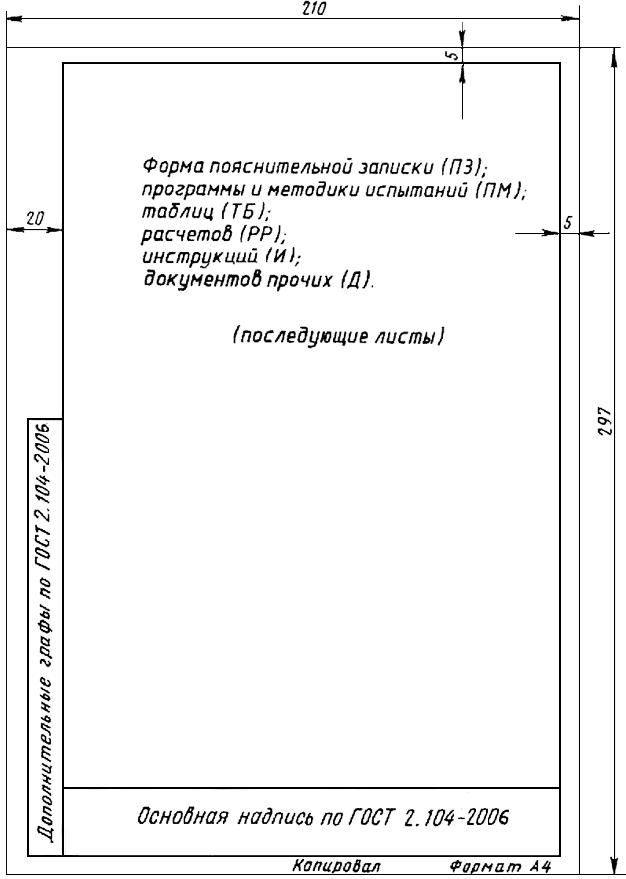 210
5
Форма пояснительной записки (ПЗ);
программы и методики испытаний (ПМ);
таблиц (ТБ);
20
5
расчетов (РР);
инструкций (И);
документов прочих (Д).
(последующие листы)
297
Дополнительные графы по ГОСТ 2.104-2006
Основная надпись по ГОСТ 2.104-2006
Копировал
Формат А4